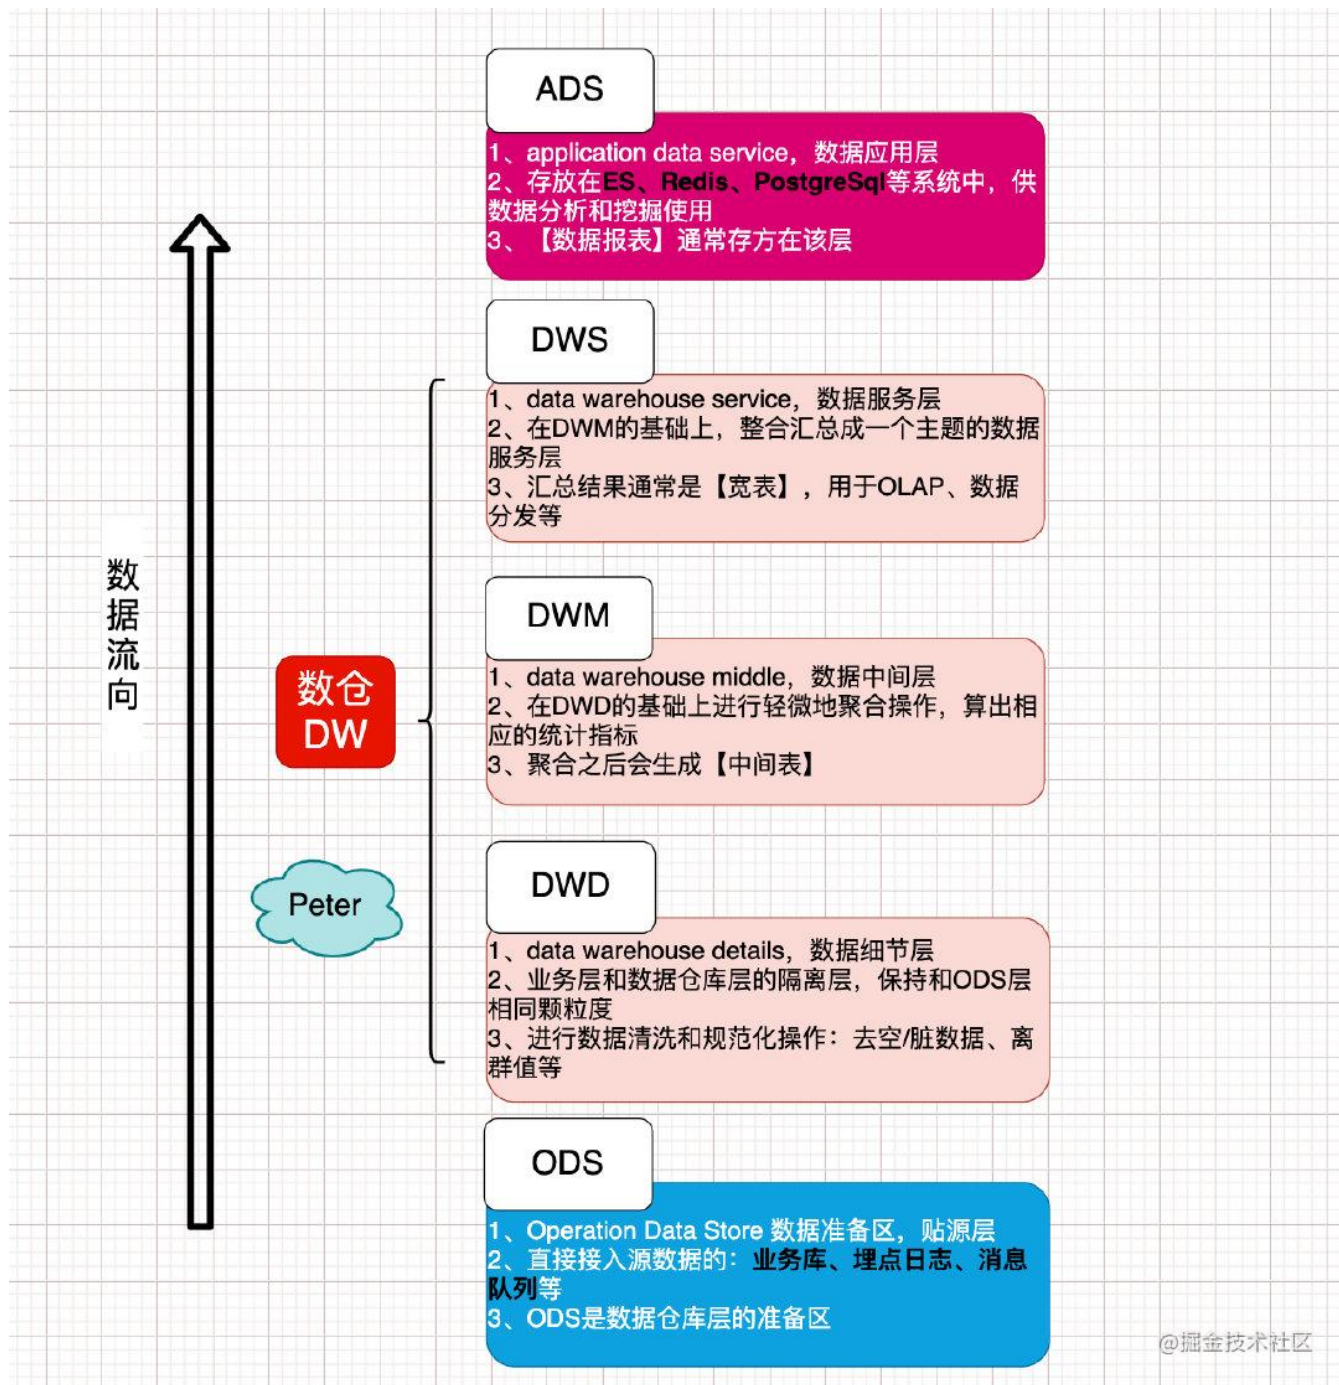 ADS
1、application data service，数据应用层
2、存放在ES、Redis、PostgreSql等系统中，供
数据分析和挖掘使用
3、【数据报表】通常存方在该层
DWS
1、data warehouse service，数据服务层
2、在DWM的基础上，整合汇总成一个主题的数据
服务层
3、汇总结果通常是【宽表】，用于OLAP、数据
分发等
数据流向
数仓
DW
DWM
1、data warehouse middle，数据中间层
2、在DWD的基础上进行轻微地聚合操作，算出相
应的统计指标
3、聚合之后会生成【中间表】
Peter
DWD
1、data warehouse details，数据细节层
2、业务层和数据仓库层的隔离层，保持和ODS层
相同颗粒度
3、进行数据清洗和规范化操作：去空/脏数据、离
群值等
ODS
1、Operation Data Store 数据准备区，贴源层
2、直接接入源数据的：业务库、埋点日志、消息
队列等
3、ODS是数据仓库层的准备区
@掘金技术社区